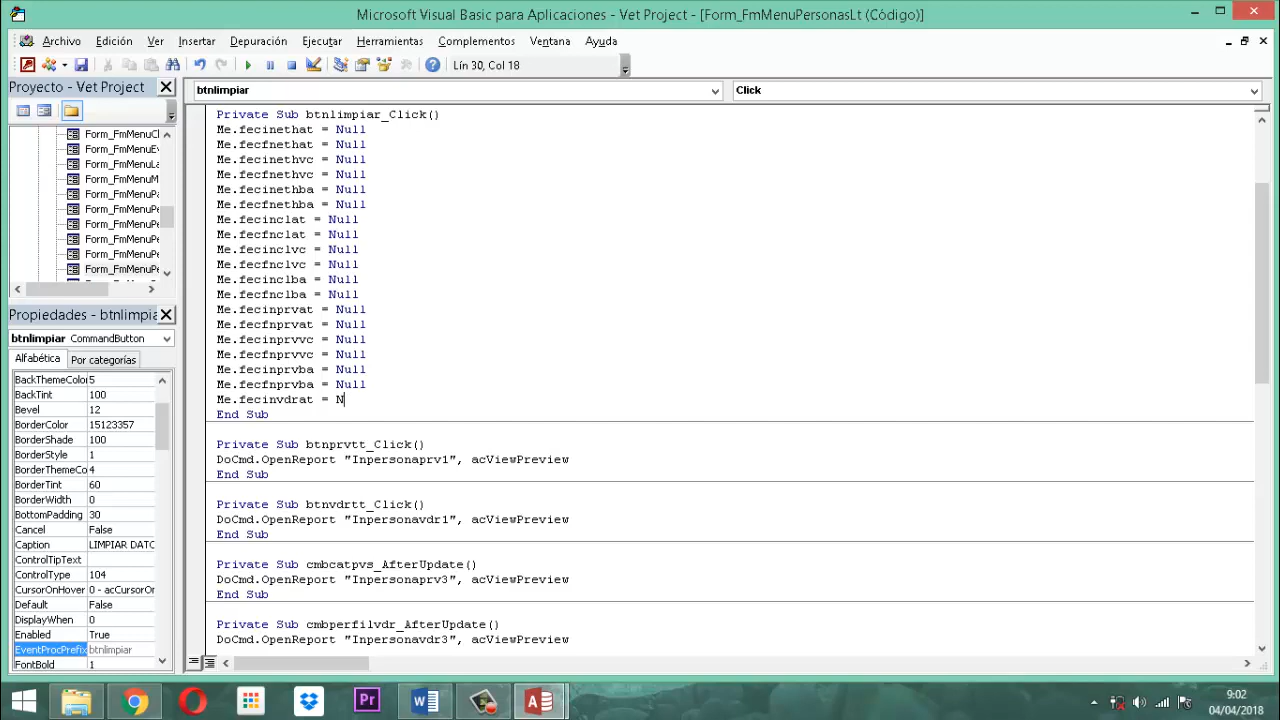 Microsoft Visual Basic para Aplicaciones - Vet Project - [Form_FmMenuPersonasLt (Código)]
Archivo Edición Ver Insertar Formato Depuración Ejecutar Herramientas Complementos Ventana Ayuda
Lín 30, Col 18
Proyecto - Vet Project
btnlimpiar
Click
Form_FmMenuCl
Form_FmMenuEv
Form_FmMenuLa
Form_FmMenuM
Form_FmMenuPa
Form_FmMenuPe
Form_FmMenuPe
Form_FmMenuPe
Form_FmMenuPe
Form_FmMenuPe
Propiedades - btnlimpiar
btnlimpiar CommandButton
Alfabética Por categorías
BackThemeColor 5
BackTint 100
Bevel 12
BorderColor 15123357
BorderShade 100
BorderStyle 1
BorderThemeCo 4
BorderTint 60
BorderWidth 0
BottomPadding 30
Cancel False
Caption LIMPIAR DATO
ControlTipText
ControlType 104
CursorOnHover 0 - acCursorOn
Default False
DisplayWhen 0
Enabled True
EventProcPrefix btnlimpiar
FontBold 1
Private Sub btnlimpiar_Click()
Me.fecinethat = Null
Me.fecfnethat = Null
Me.fecinethvc = Null
Me.fecfnethvc = Null
Me.fecinethba = Null
Me.fecfnethba = Null
Me.fecinclat = Null
Me.fecfnclat = Null
Me.fecinclvc = Null
Me.fecfnclvc = Null
Me.fecinclba = Null
Me.fecfnclba = Null
Me.fecinprvat = Null
Me.fecfnprvat = Null
Me.fecinprvvc = Null
Me.fecfnprvvc = Null
Me.fecinprvba = Null
Me.fecfnprvba = Null
Me.fecinvdrat = N
End Sub
Private Sub btnprvtt_Click()
DoCmd.OpenReport "Inpersonaprv1", acViewPreview
End Sub
Private Sub btnvdrtt_Click()
DoCmd.OpenReport "Inpersonavdr1", acViewPreview
End Sub
Private Sub cmbcatpvs_AfterUpdate()
DoCmd.OpenReport "Inpersonaprv3", acViewPreview
End Sub
Private Sub cmbperfilvdr_AfterUpdate()
DoCmd.OpenReport "Inpersonavdr3", acViewPreview
Pr
9:02
04/04/2018